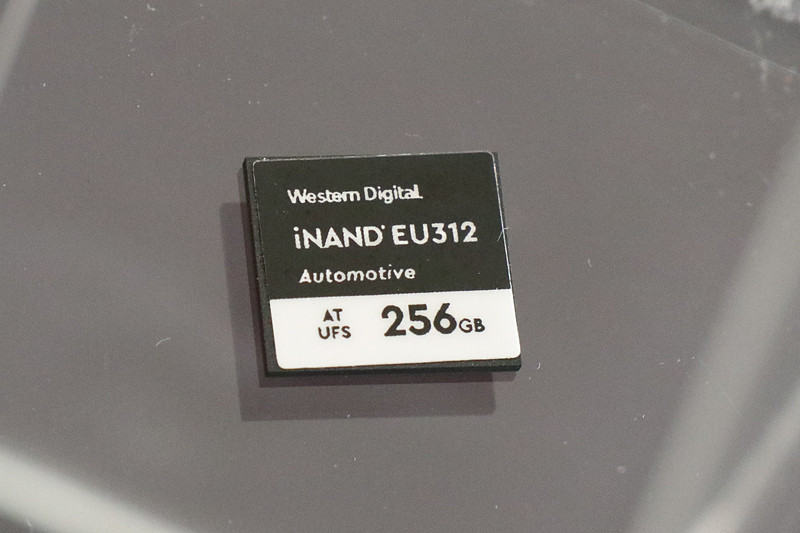 Western Digital.
iNAND® EU312
Automotive
AT
UFS
256GB